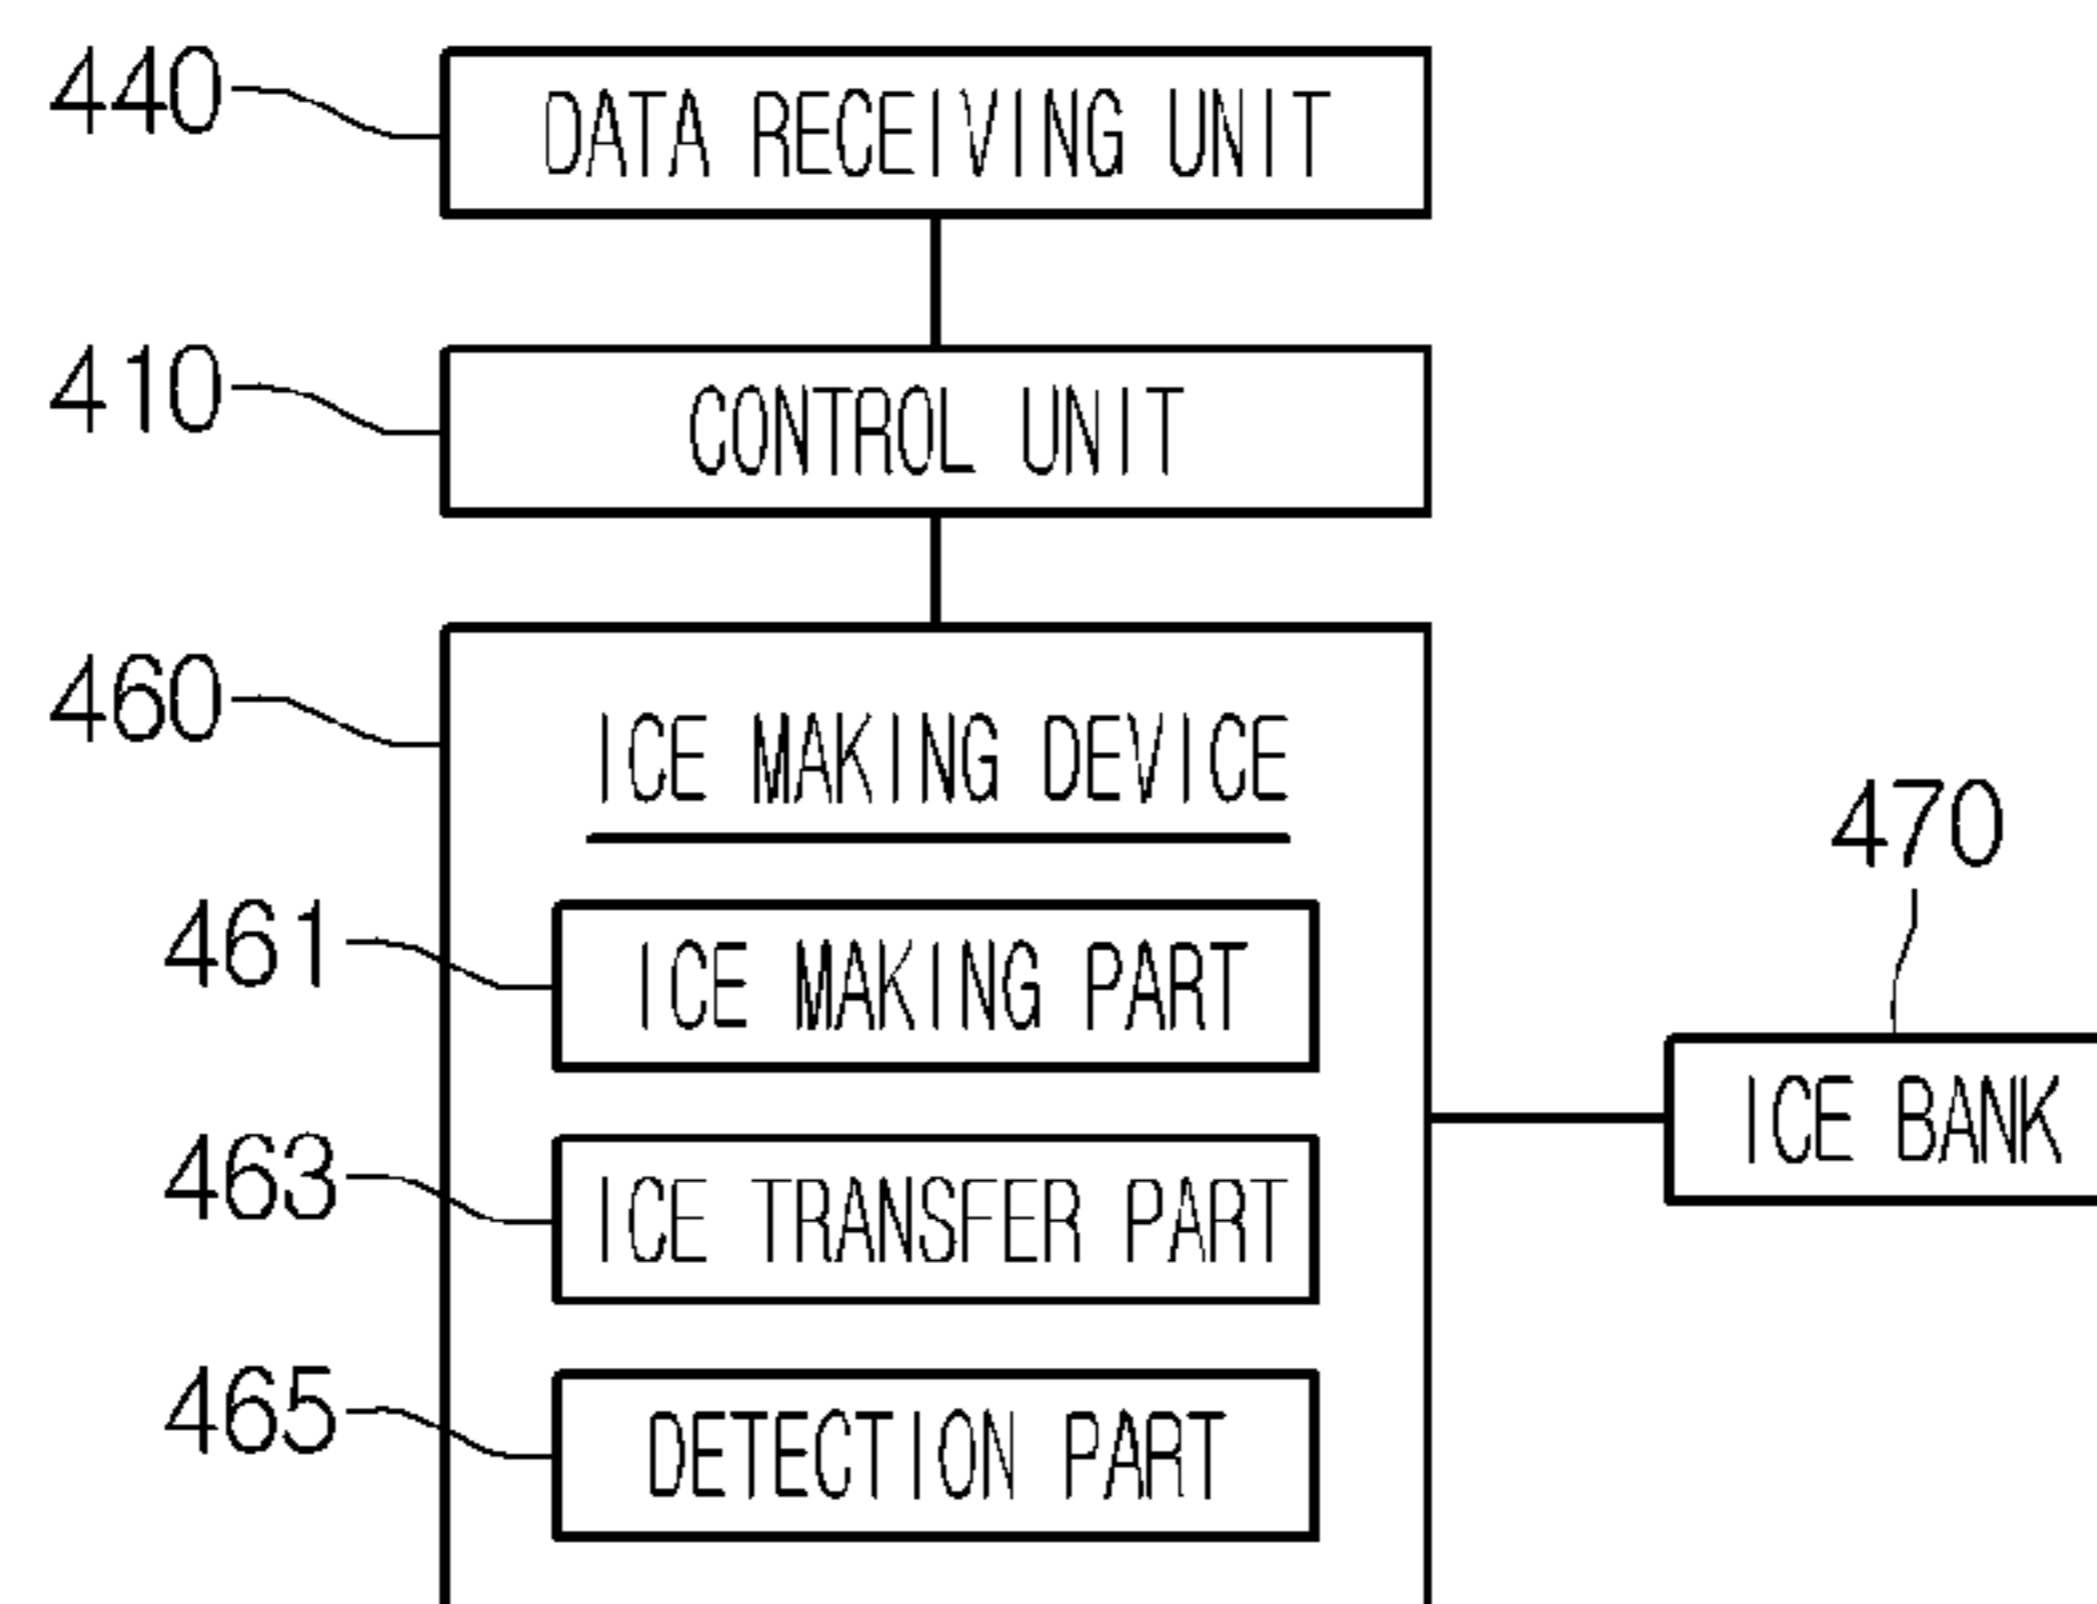 440
DATA RECEIVING UNIT
410
CONTROL UNIT
460
ICE MAKING DEVICE
470
461
ICE MAKING PART
ICE BANK
463
ICE TRANSFER PART
465
DETECTION PART